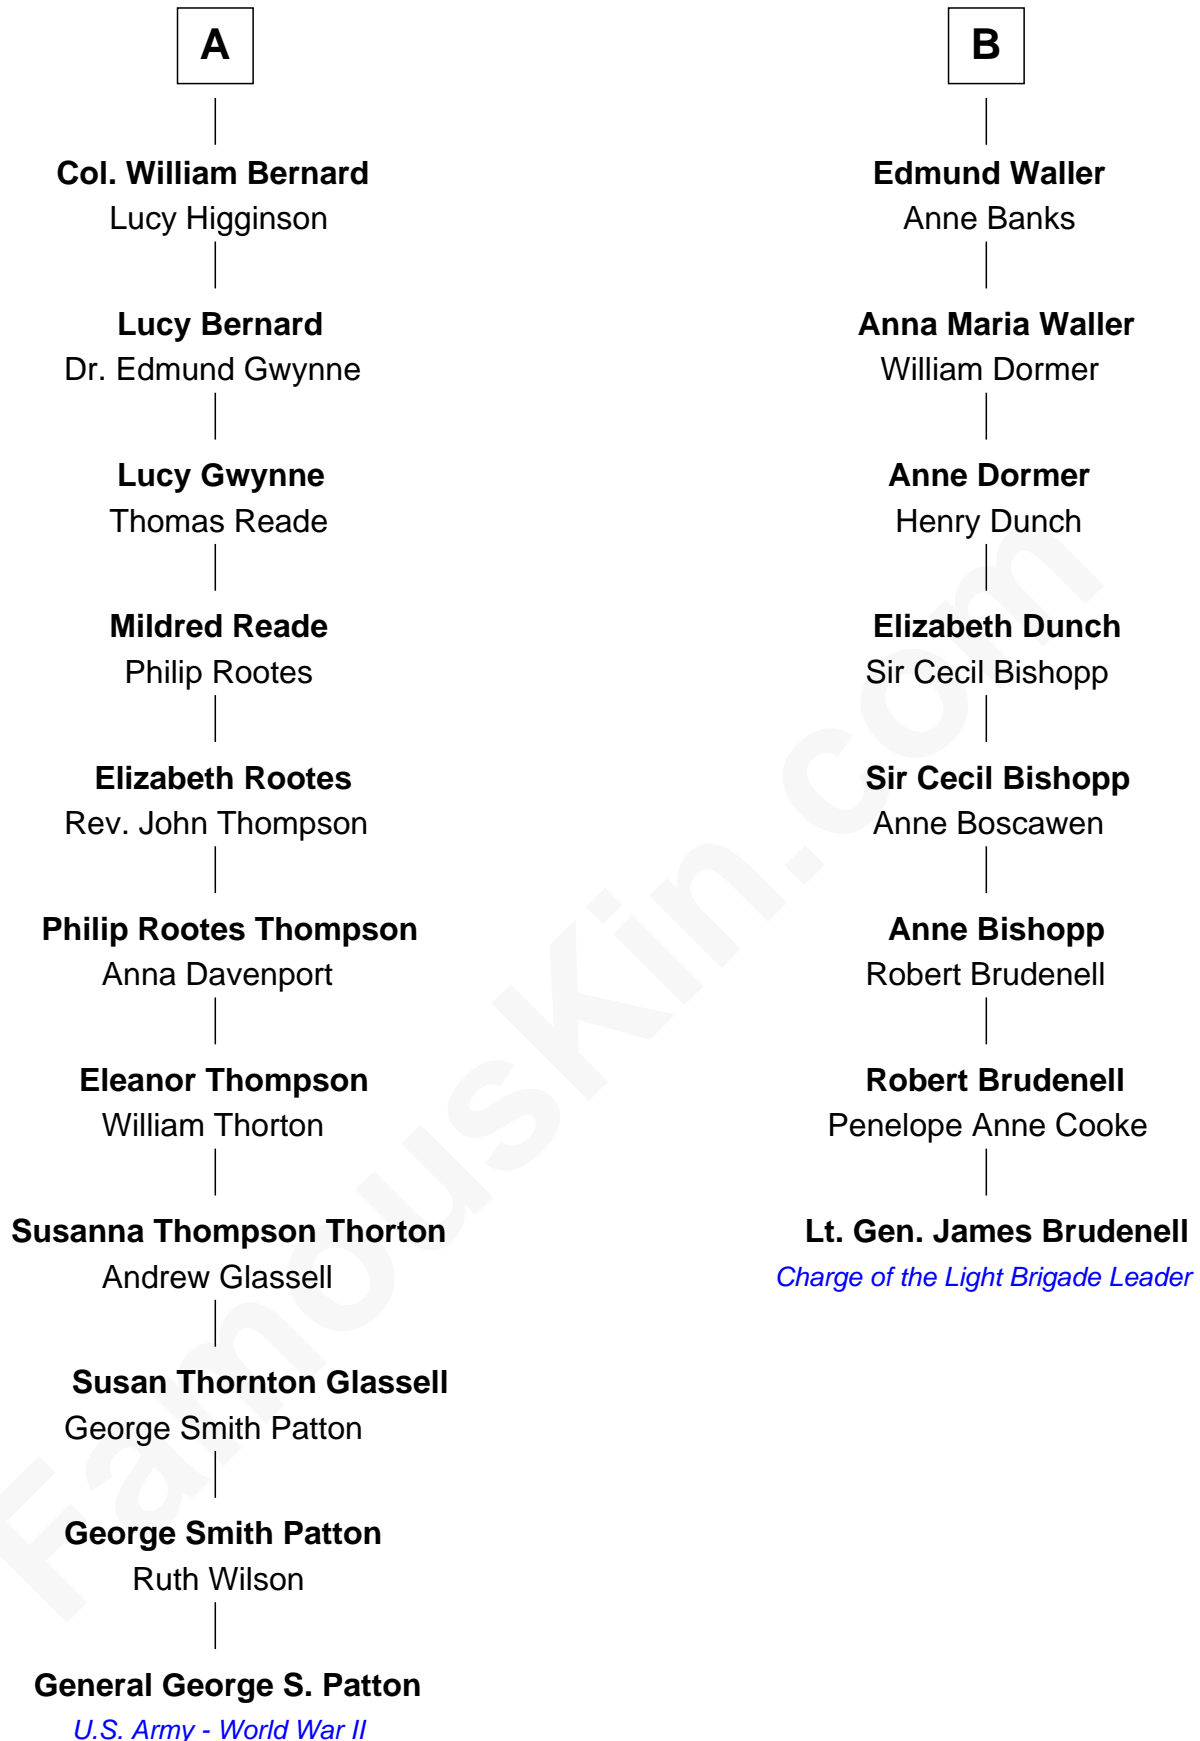 A
Col. William Bernard
Lucy Higginson
Lucy Bernard
Dr. Edmund Gwynne
Lucy Gwynne
Thomas Reade
Mildred Reade
Philip Rootes
Elizabeth Rootes
Rev. John Thompson
Philip Rootes Thompson
Anna Davenport
Eleanor Thompson
William Thorton
Susanna Thompson Thorton
Andrew Glassell
Susan Thornton Glassell
George Smith Patton
George Smith Patton
Ruth Wilson
General George S. Patton
U.S. Army - World War II
B
Edmund Waller
Anne Banks
Anna Maria Waller
William Dormer
Anne Dormer
Henry Dunch
Elizabeth Dunch
Sir Cecil Bishopp
Sir Cecil Bishopp
Anne Boscawen
Anne Bishopp
Robert Brudenell
Robert Brudenell
Penelope Anne Cooke
Lt. Gen. James Brudenell
Charge of the Light Brigade Leader
FamousKin.com